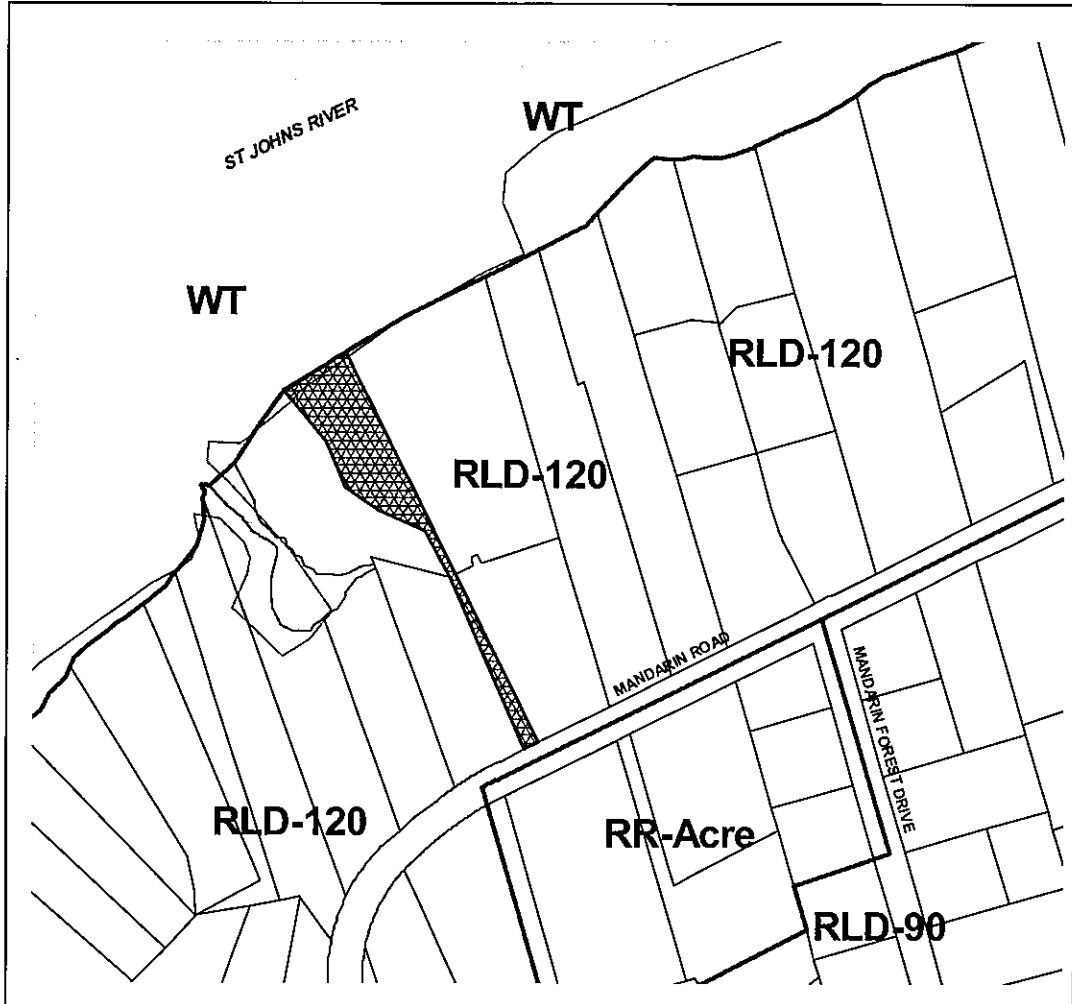 WT
ST JOHNS RIVER
WT
RLD-120
RLD-120
MANDARIN ROAD
MANDARIN FOREST DRIVE
RLD-120
RR-Acre
RLD-90